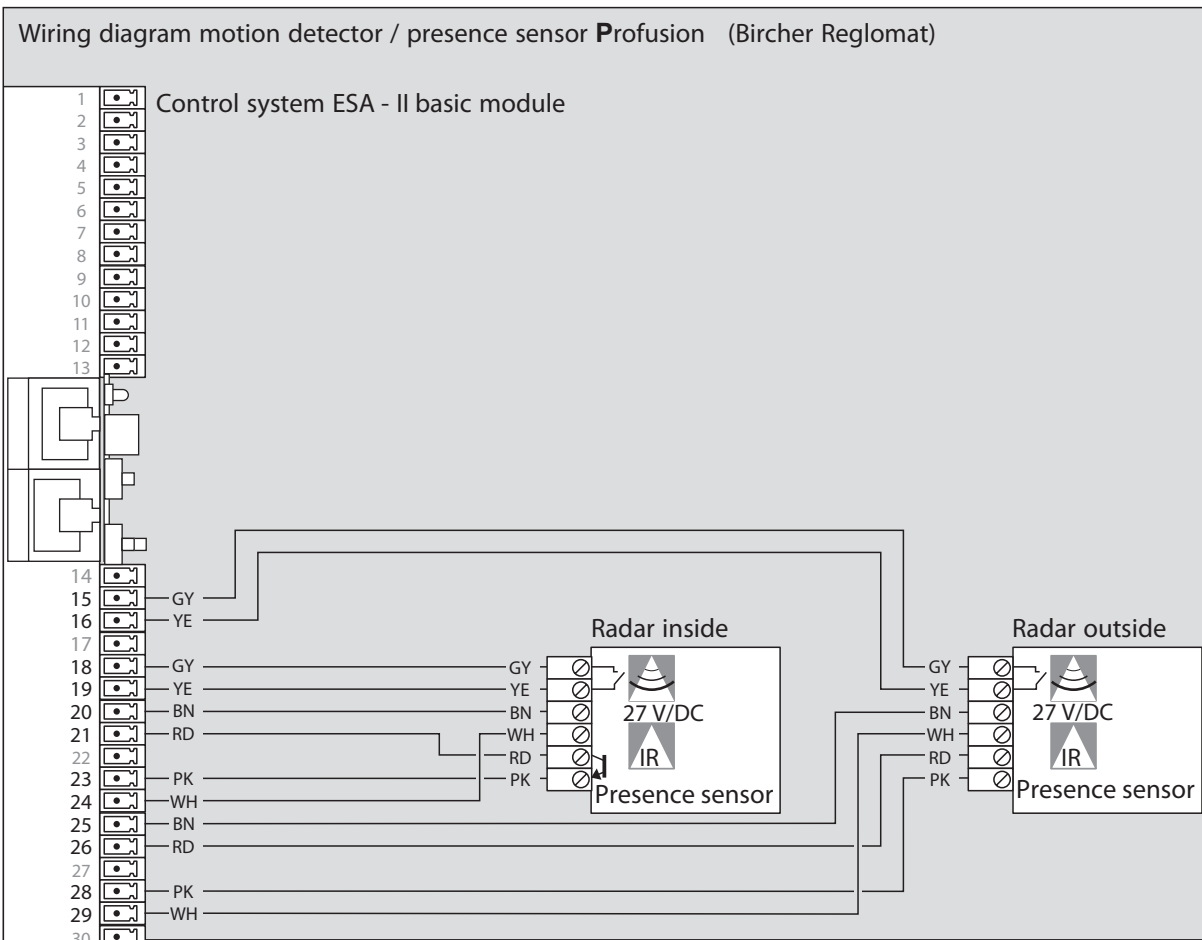 Wiring diagram motion detector / presence sensor Profusion (Bircher Reglomat)
Control system ESA - II basic module
1
2
3
4
5
6
7
8
9
10
11
12
13
14
15 GY
16 YE
17
Radar inside
Radar outside
18 GY GY GY
19 YE YE YE
20 BN BN 27 V/DC BN 27 V/DC
21 RD WH WH
22 RD IR RD IR
23 PK PK Presence sensor PK Presence sensor
24 WH
25 BN
26 RD
27
28 PK
29 WH
30